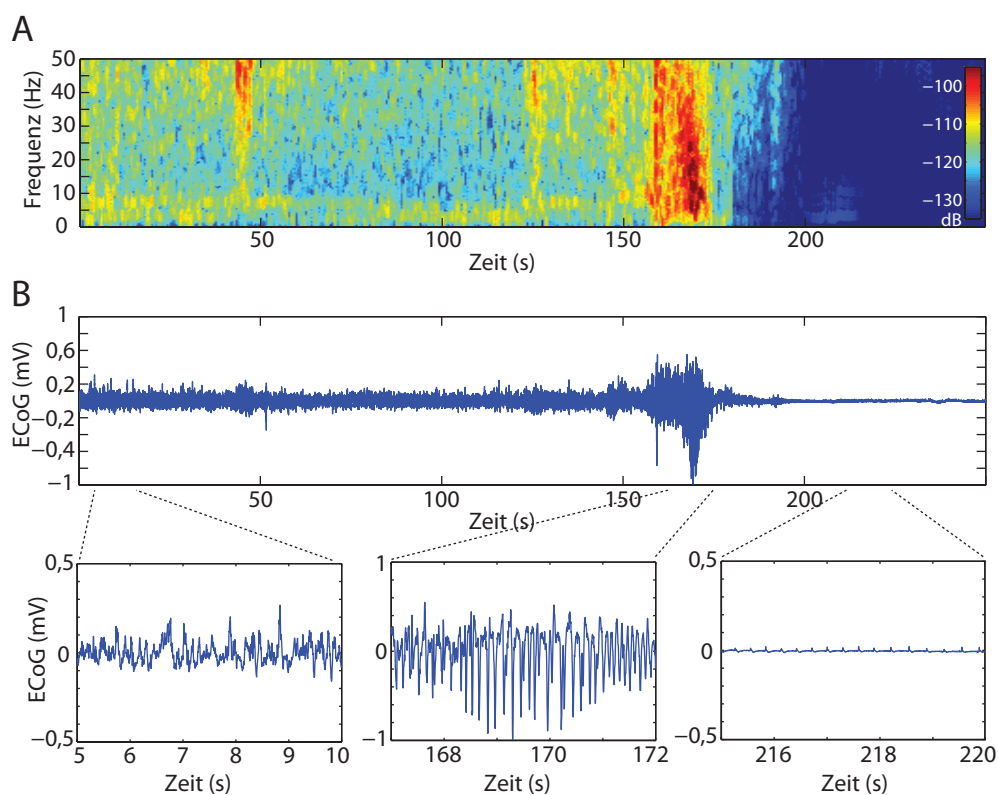 A
Frequenz (Hz)
50
40
30
20
10
0
−100
−110
−120
−130
dB
50 100 150 200
Zeit (s)
B
ECoG (mV)
1
0,6
0,2
−0,2
−0,4
−1
50 100 150 200
Zeit (s)
ECoG (mV)
0,5
0
−0,5
5 6 7 8 9 10
Zeit (s)
1
0
−1
168 170 172
Zeit (s)
0,5
0
−0,5
216 218 220
Zeit (s)